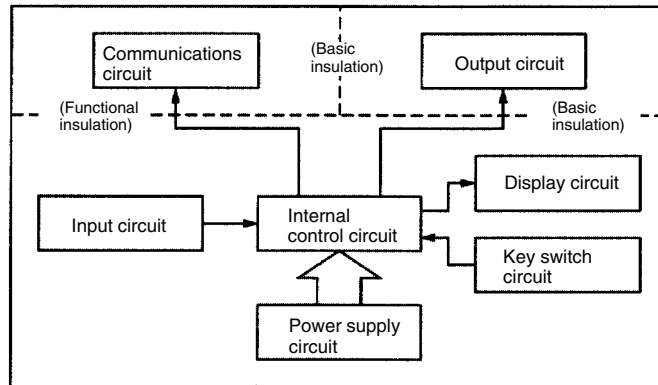 Communications
circuit
(Basic
insulation)
Output circuit
(Functional
insulation)
(Basic
insulation)
Input circuit
Internal
control circuit
Display circuit
Key switch
circuit
Power supply
circuit